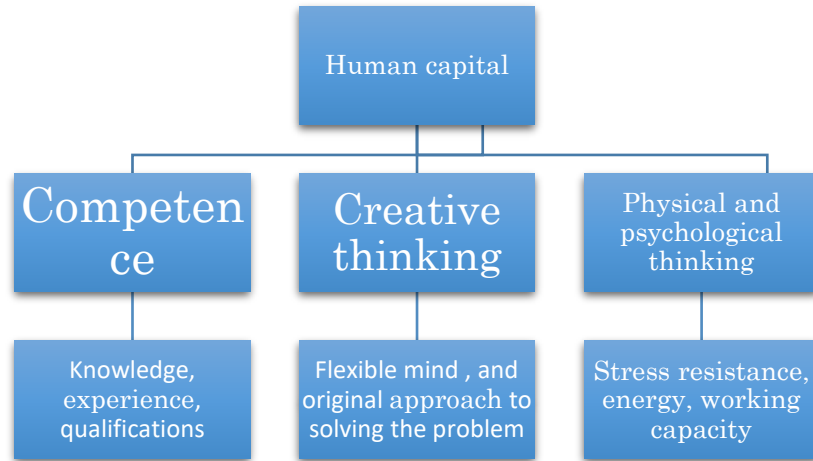 Human capital
Competen
ce
Creative
thinking
Physical and
psychological
thinking
Knowledge,
experience,
qualifications
Flexible mind , and
original approach to
solving the problem
Stress resistance,
energy, working
capacity